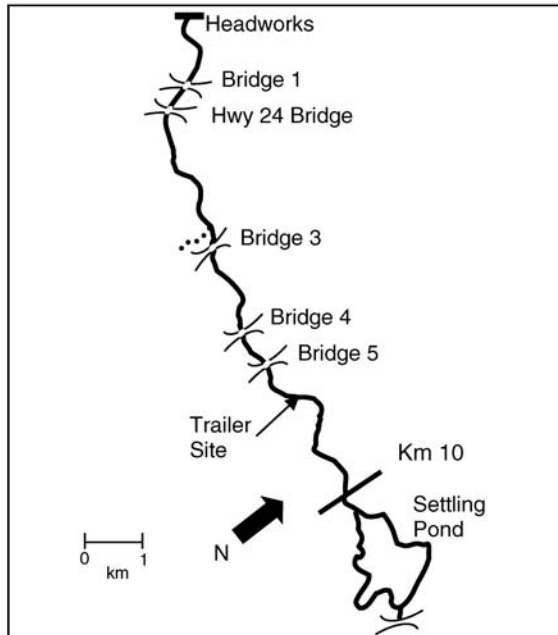 Headworks
Bridge 1
Hwy 24 Bridge
Bridge 3
Bridge 4
Bridge 5
Trailer
Site
Km 10
Settling
Pond
N
0 1
km